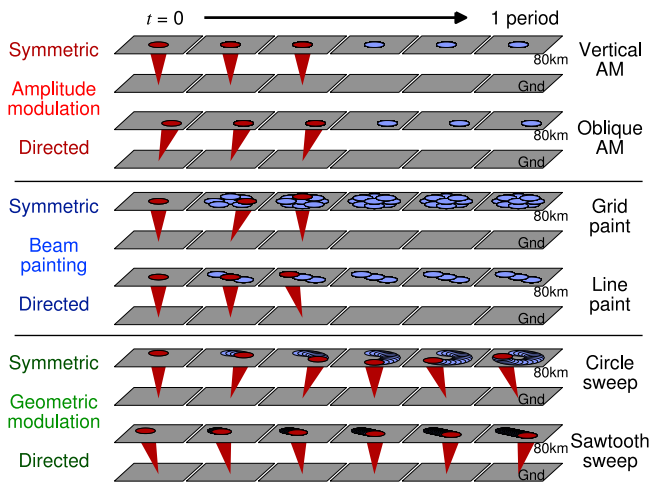 t = 0
1 period
Symmetric
80km
Vertical
AM
Amplitude
modulation
Gnd
Directed
80km
Oblique
AM
Gnd
Symmetric
80km
Grid
paint
Beam
painting
Gnd
Directed
80km
Line
paint
Gnd
Symmetric
80km
Circle
sweep
Geometric
modulation
Gnd
Directed
80km
Sawtooth
sweep
Gnd